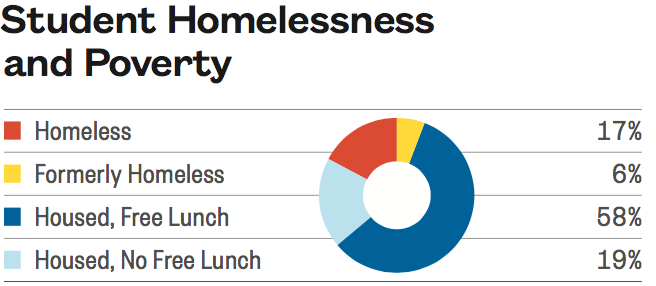 Student Homelessness
and Poverty
Homeless 17%
Formerly Homeless 6%
Housed, Free Lunch 58%
Housed, No Free Lunch 19%